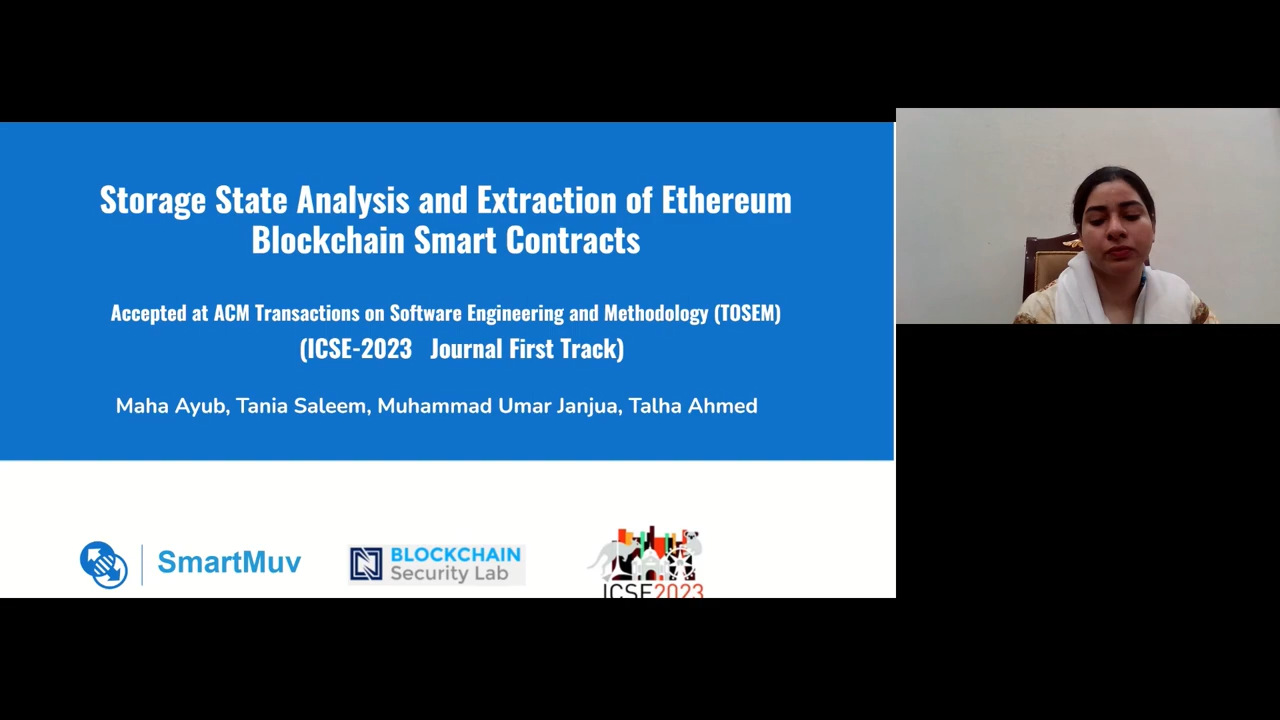 Storage State Analysis and Extraction of Ethereum
Blockchain Smart Contracts
Accepted at ACM Transactions on Software Engineering and Methodology (TOSEM)
(ICSE-2023 Journal First Track)
Maha Ayub, Tania Saleem, Muhammad Umar Janjua, Talha Ahmed
SmartMuv
BLOCKCHAIN
Security Lab
ICSE2023